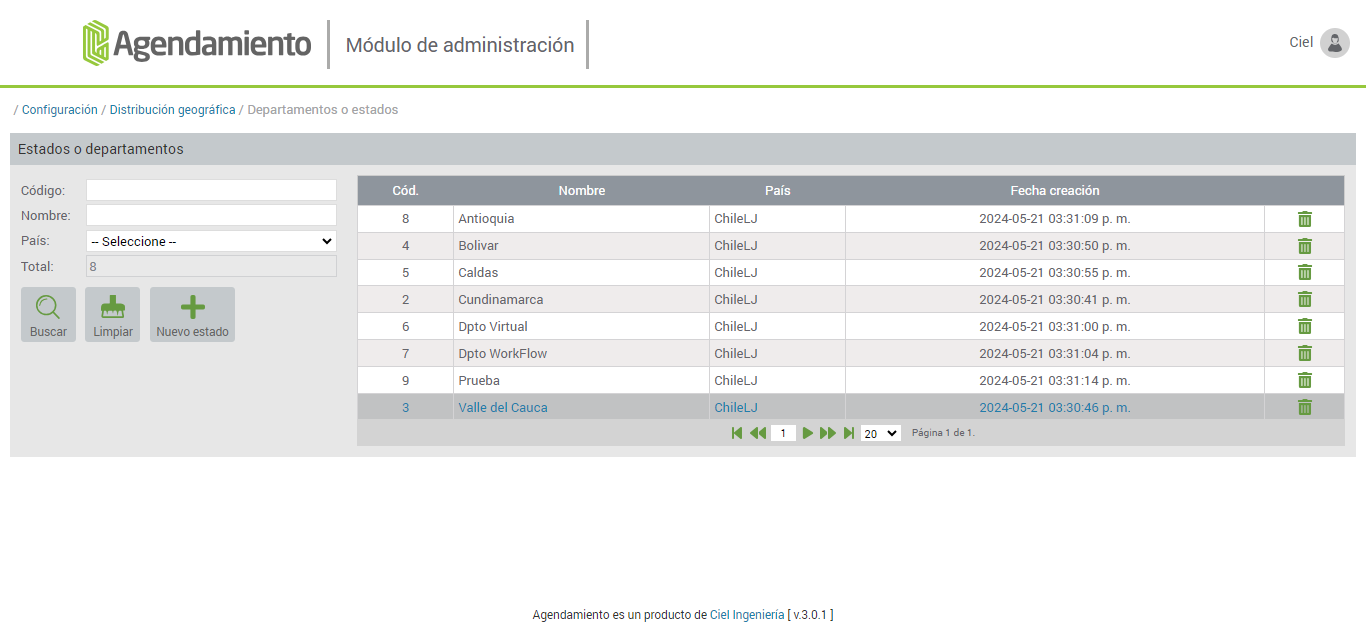 Agendamiento
Módulo de administración
Ciel
/ Configuración / Distribución geográfica / Departamentos o estados
Estados o departamentos
Código:
Nombre:
País: -- Seleccione --
Total: 8
Buscar Limpiar Nuevo estado
Cód. Nombre País Fecha creación
8 Antioquia ChileLJ 2024-05-21 03:31:09 p. m.
4 Bolivar ChileLJ 2024-05-21 03:30:50 p. m.
5 Caldas ChileLJ 2024-05-21 03:30:55 p. m.
2 Cundinamarca ChileLJ 2024-05-21 03:30:41 p. m.
6 Dpto Virtual ChileLJ 2024-05-21 03:31:00 p. m.
7 Dpto WorkFlow ChileLJ 2024-05-21 03:31:04 p. m.
9 Prueba ChileLJ 2024-05-21 03:31:14 p. m.
3 Valle del Cauca ChileLJ 2024-05-21 03:30:46 p. m.
1 20 Página 1 de 1.
Agendamiento es un producto de Ciel Ingeniería [ v.3.0.1 ]